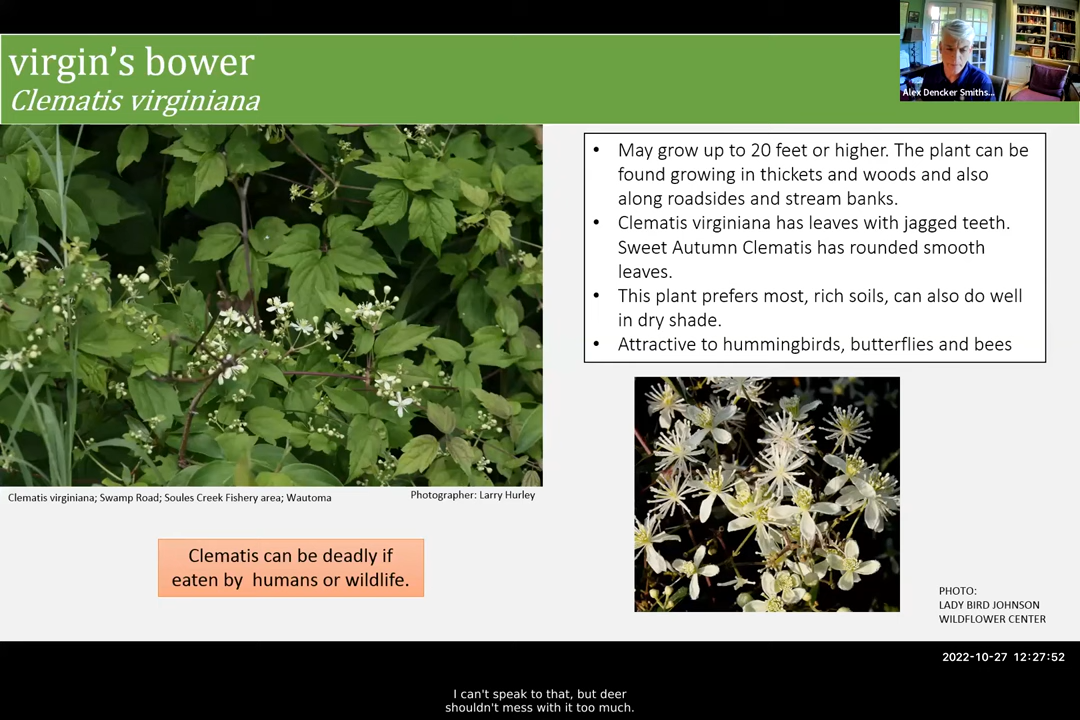 virgin's bower
Clematis virginiana
Alex Dencker Smiths...
• May grow up to 20 feet or higher. The plant can be
found growing in thickets and woods and also
along roadsides and stream banks.
• Clematis virginiana has leaves with jagged teeth.
Sweet Autumn Clematis has rounded smooth
leaves.
• This plant prefers most, rich soils, can also do well
in dry shade.
• Attractive to hummingbirds, butterflies and bees
Clematis virginiana; Swamp Road; Soules Creek Fishery area; Wautoma
Photographer: Larry Hurley
Clematis can be deadly if
eaten by humans or wildlife.
PHOTO:
LADY BIRD JOHNSON
WILDFLOWER CENTER
2022-10-27 12:27:52
I can't speak to that, but deer
shouldn't mess with it too much.